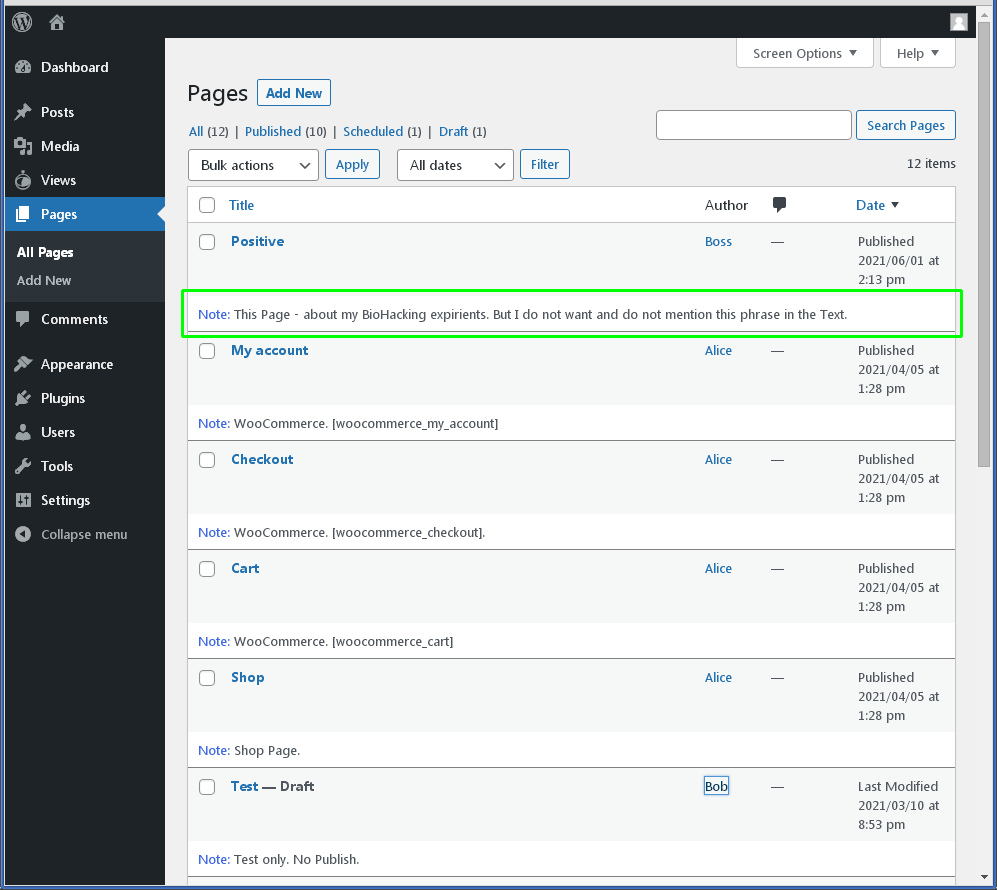 Screen Options ▼ Help ▼
Dashboard
Posts
Media
Views
Pages
All Pages
Add New
Comments
Appearance
Plugins
Users
Tools
Settings
Collapse menu
Pages Add New
All (12) | Published (10) | Scheduled (1) | Draft (1)
Search Pages
Bulk actions Apply All dates Filter
12 items
Title Author Date ▼
Positive Boss — Published
2021/06/01 at
2:13 pm
Note: This Page - about my BioHacking expirients. But I do not want and do not mention this phrase in the Text.
My account Alice — Published
2021/04/05 at
1:28 pm
Note: WooCommerce. [woocommerce_my_account]
Checkout Alice — Published
2021/04/05 at
1:28 pm
Note: WooCommerce. [woocommerce_checkout].
Cart Alice — Published
2021/04/05 at
1:28 pm
Note: WooCommerce. [woocommerce_cart]
Shop Alice — Published
2021/04/05 at
1:28 pm
Note: Shop Page.
Test — Draft Bob — Last Modified
2021/03/10 at
8:53 pm
Note: Test only. No Publish.